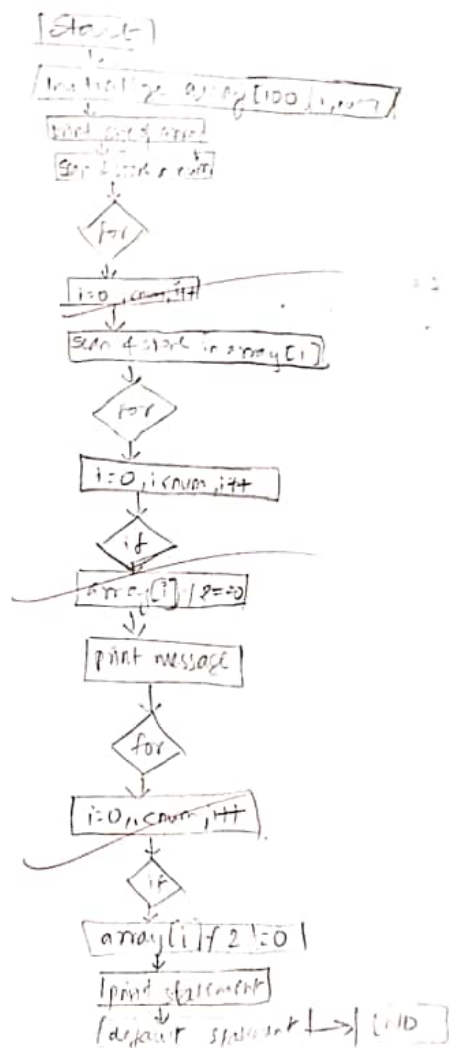 Start
Initialize array[100], i, num
print size of array
scan & store
for
i=0, i<num, i++
scan & store in array[i]
for
i=0, i<num, i++
if
array[i] / 2==0
print message
for
i=0, i<num, i++
if
array[i] / 2 !=0
print statement
default statement